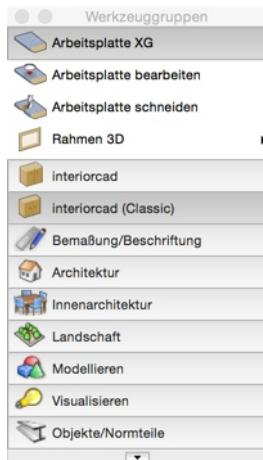 Werkzeuggruppen
Arbeitsplatte XG
Arbeitsplatte bearbeiten
Arbeitsplatte schneiden
Rahmen 3D
interiorcad
interiorcad (Classic)
Bemaßung/Beschriftung
Architektur
Innenarchitektur
Landschaft
Modellieren
Visualisieren
Objekte/Normteile